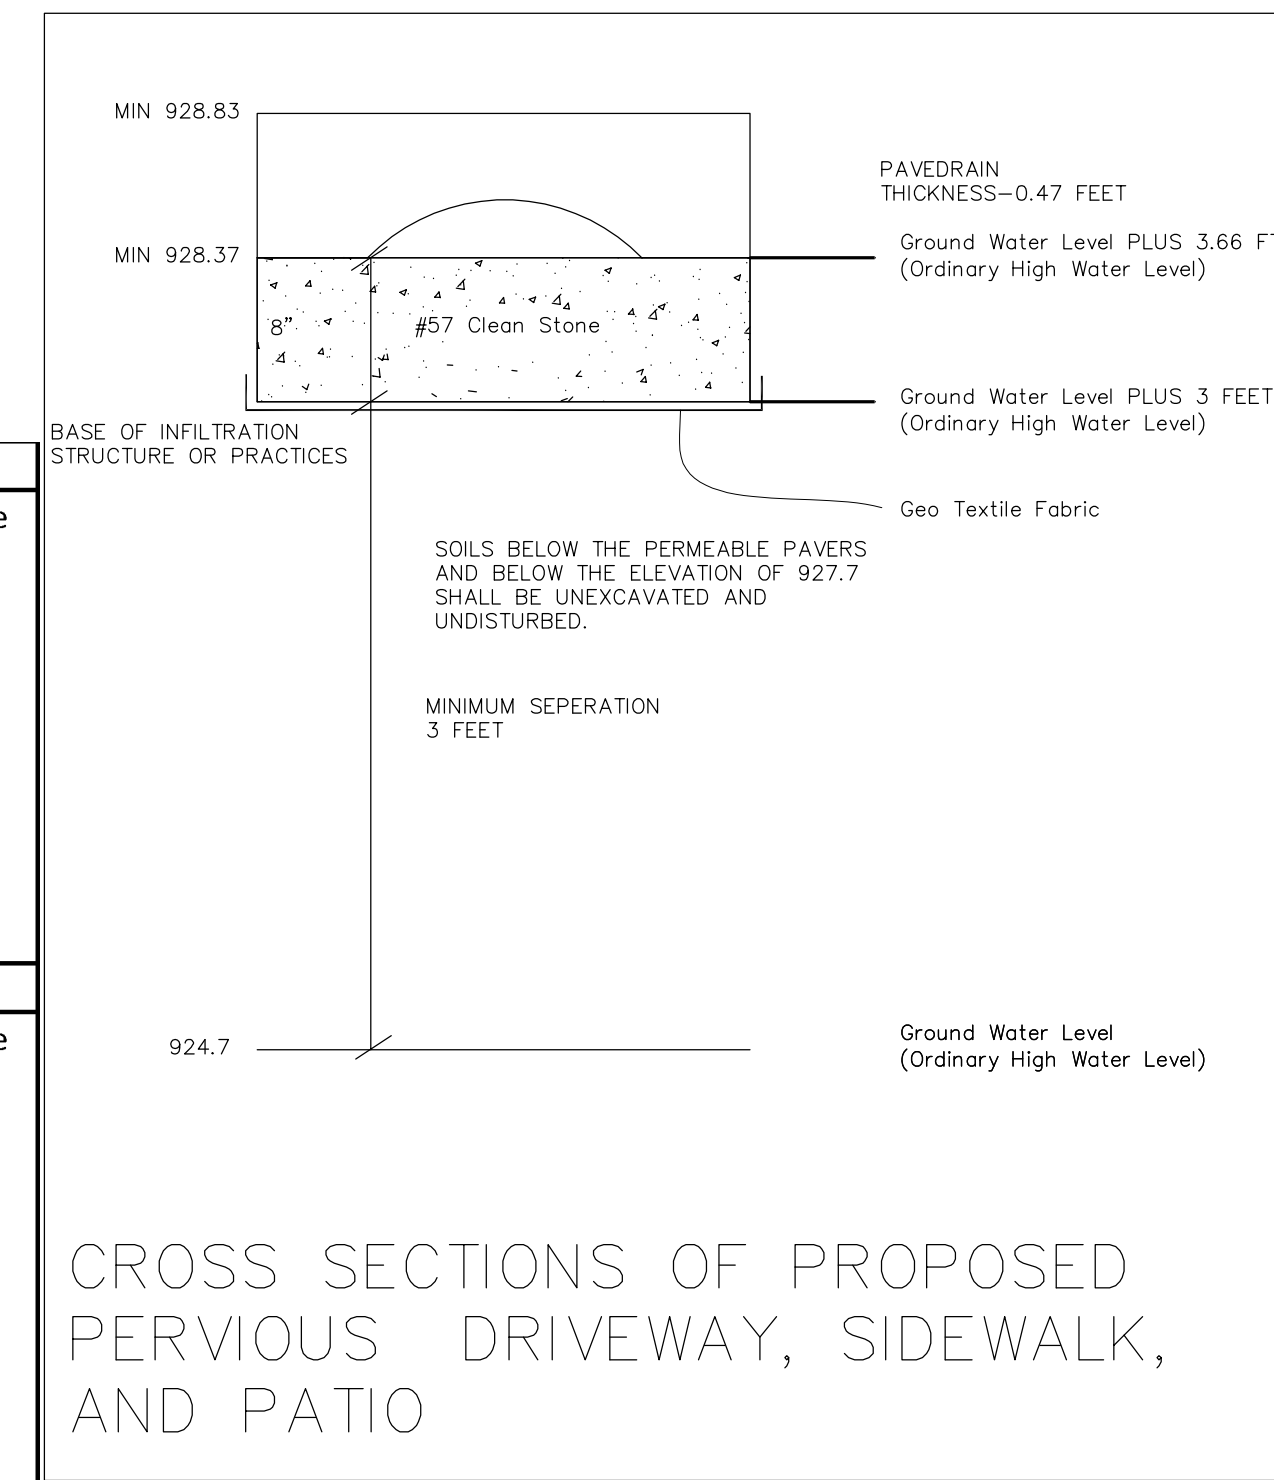 MIN 928.83
PAVEDRAIN
THICKNESS-0.47 FEET
MIN 928.37
Ground Water Level PLUS 3.66 FT
(Ordinary High Water Level)
8"
#57 Clean Stone
Ground Water Level PLUS 3 FEET
(Ordinary High Water Level)
BASE OF INFILTRATION
STRUCTURE OR PRACTICES
Geo Textile Fabric
e
SOILS BELOW THE PERMEABLE PAVERS
AND BELOW THE ELEVATION OF 927.7
SHALL BE UNEXCAVATED AND
UNDISTURBED.
MINIMUM SEPERATION
3 FEET
924.7
Ground Water Level
(Ordinary High Water Level)
e
CROSS SECTIONS OF PROPOSED
PERVIOUS DRIVEWAY, SIDEWALK,
AND PATIO